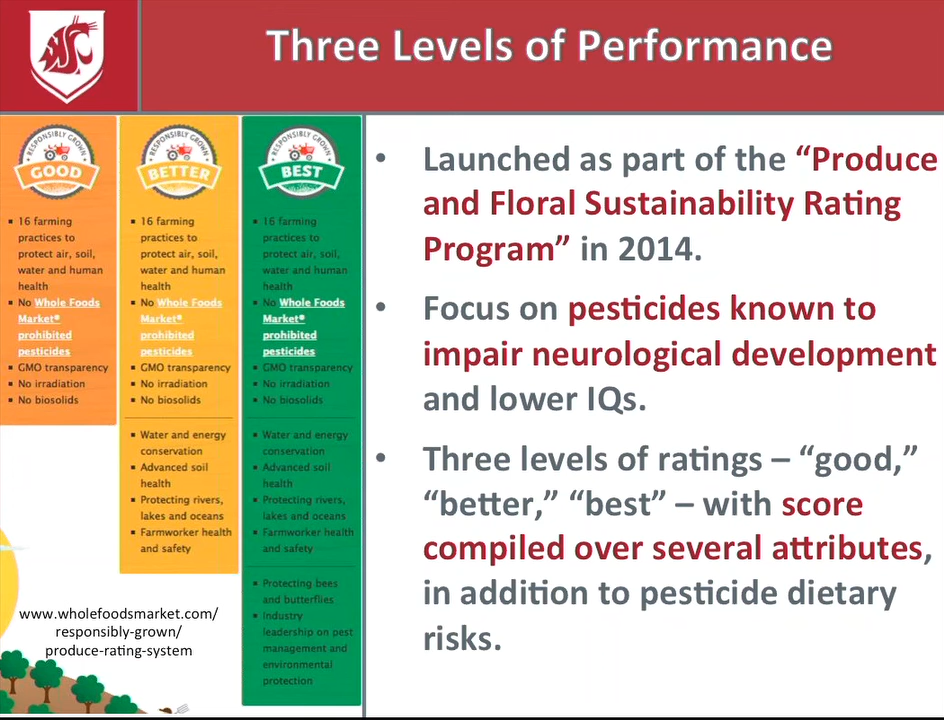 Three Levels of Performance
RESPONSIBLY GROWN
GOOD
▪ 16 farming
practices to
protect air, soil,
water and human
health
▪ No Whole Foods
Market®
prohibited
pesticides
▪ GMO transparency
▪ No irradiation
▪ No biosolids
RESPONSIBLY GROWN
BETTER
▪ 16 farming
practices to
protect air, soil,
water and human
health
▪ No Whole Foods
Market®
prohibited
pesticides
▪ GMO transparency
▪ No irradiation
▪ No biosolids
▪ Water and energy
conservation
▪ Advanced soil
health
▪ Protecting rivers,
lakes and oceans
▪ Farmworker health
and safety
RESPONSIBLY GROWN
BEST
▪ 16 farming
practices to
protect air, soil,
water and human
health
▪ No Whole Foods
Market®
prohibited
pesticides
▪ GMO transparency
▪ No irradiation
▪ No biosolids
▪ Water and energy
conservation
▪ Advanced soil
health
▪ Protecting rivers,
lakes and oceans
▪ Farmworker health
and safety
▪ Protecting bees
and butterflies
▪ Industry
leadership on pest
management and
environmental
protection
www.wholefoodsmarket.com/
responsibly-grown/
produce-rating-system
• Launched as part of the “Produce
and Floral Sustainability Rating
Program” in 2014.
• Focus on pesticides known to
impair neurological development
and lower IQs.
• Three levels of ratings – “good,”
“better,” “best” – with score
compiled over several attributes,
in addition to pesticide dietary
risks.